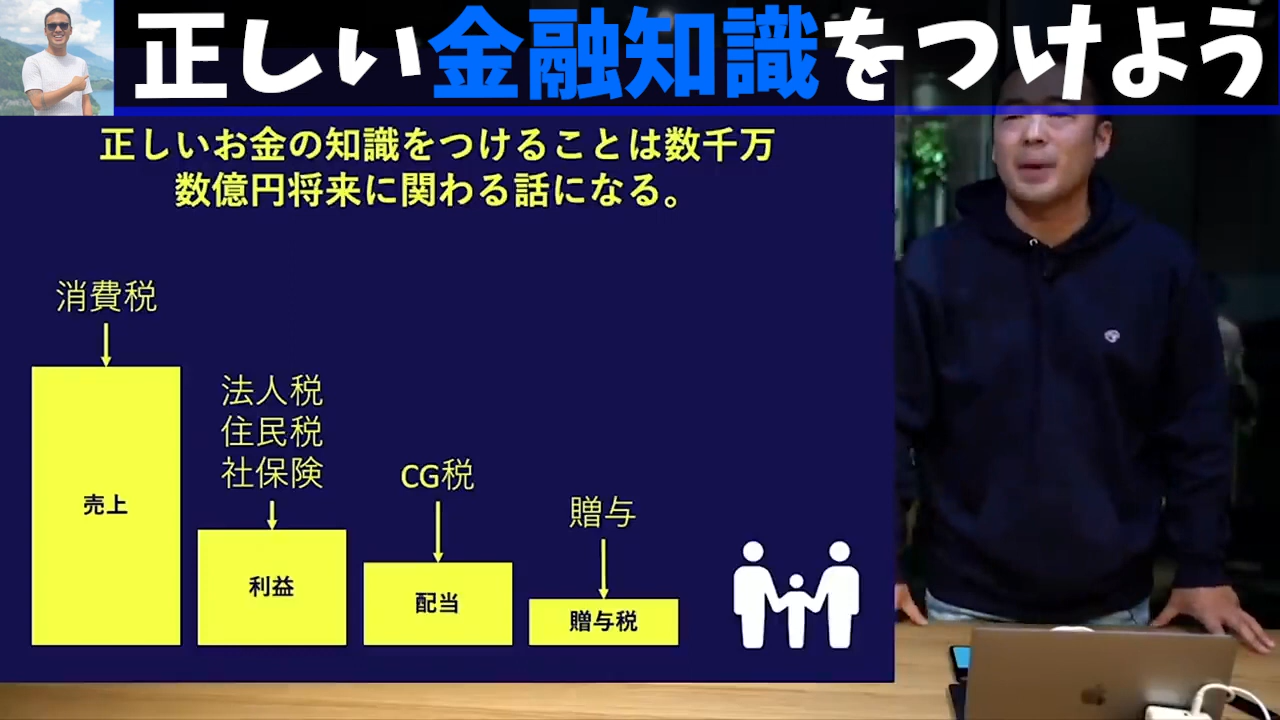 正しい金融知識をつけよう
正しいお金の知識をつけることは数千万
数億円将来に関わる話になる。
消費税
売上
法人税
住民税
社保険
利益
CG税
配当
贈与
贈与税